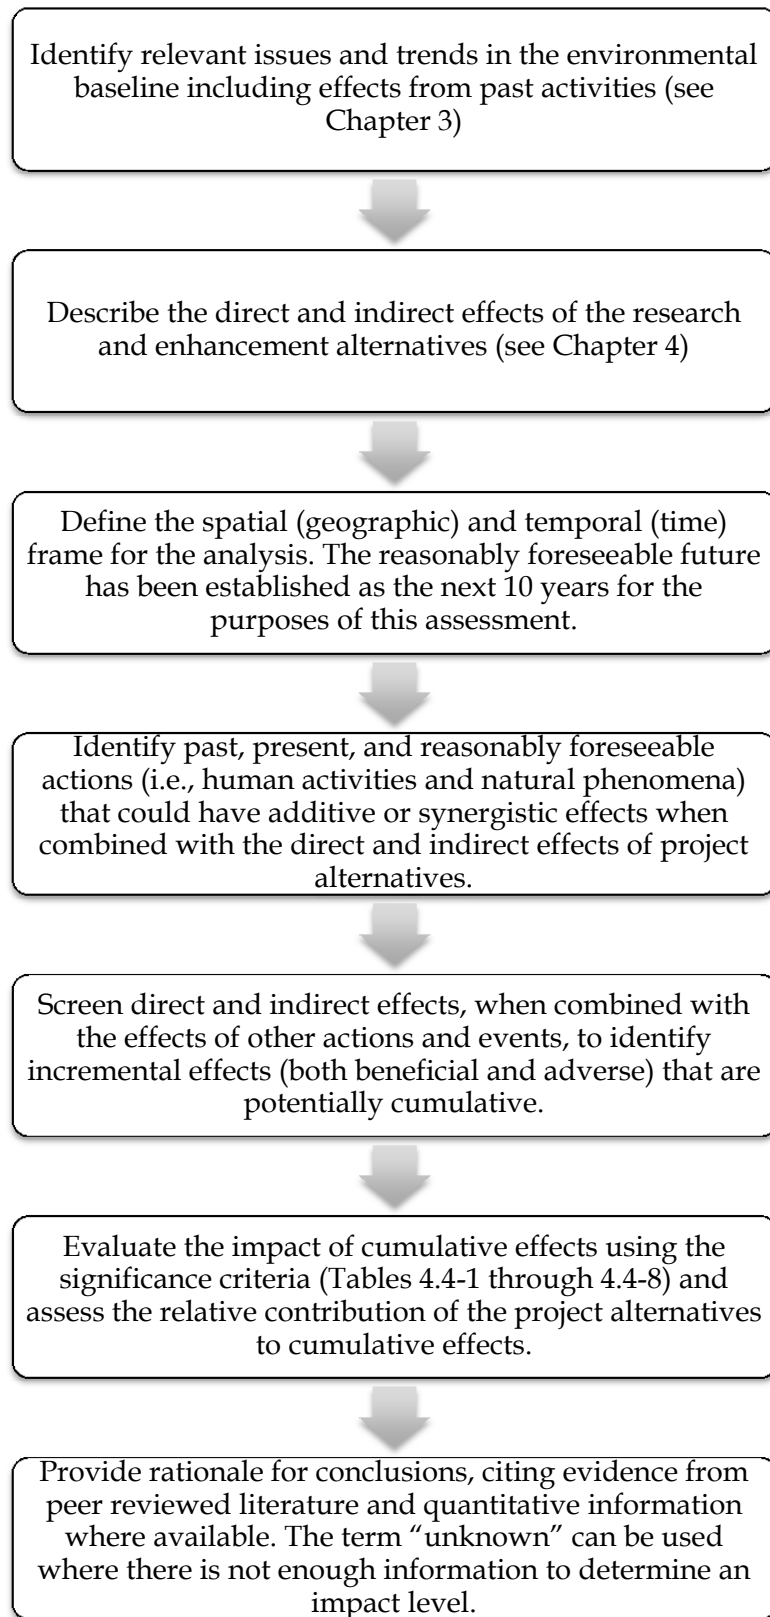 Identify relevant issues and trends in the environmental
baseline including effects from past activities (see
Chapter 3)
Describe the direct and indirect effects of the research
and enhancement alternatives (see Chapter 4)
Define the spatial (geographic) and temporal (time)
frame for the analysis. The reasonably foreseeable future
has been established as the next 10 years for the
purposes of this assessment.
Identify past, present, and reasonably foreseeable
actions (i.e., human activities and natural phenomena)
that could have additive or synergistic effects when
combined with the direct and indirect effects of project
alternatives.
Screen direct and indirect effects, when combined with
the effects of other actions and events, to identify
incremental effects (both beneficial and adverse) that are
potentially cumulative.
Evaluate the impact of cumulative effects using the
significance criteria (Tables 4.4-1 through 4.4-8) and
assess the relative contribution of the project alternatives
to cumulative effects.
Provide rationale for conclusions, citing evidence from
peer reviewed literature and quantitative information
where available. The term “unknown” can be used
where there is not enough information to determine an
impact level.